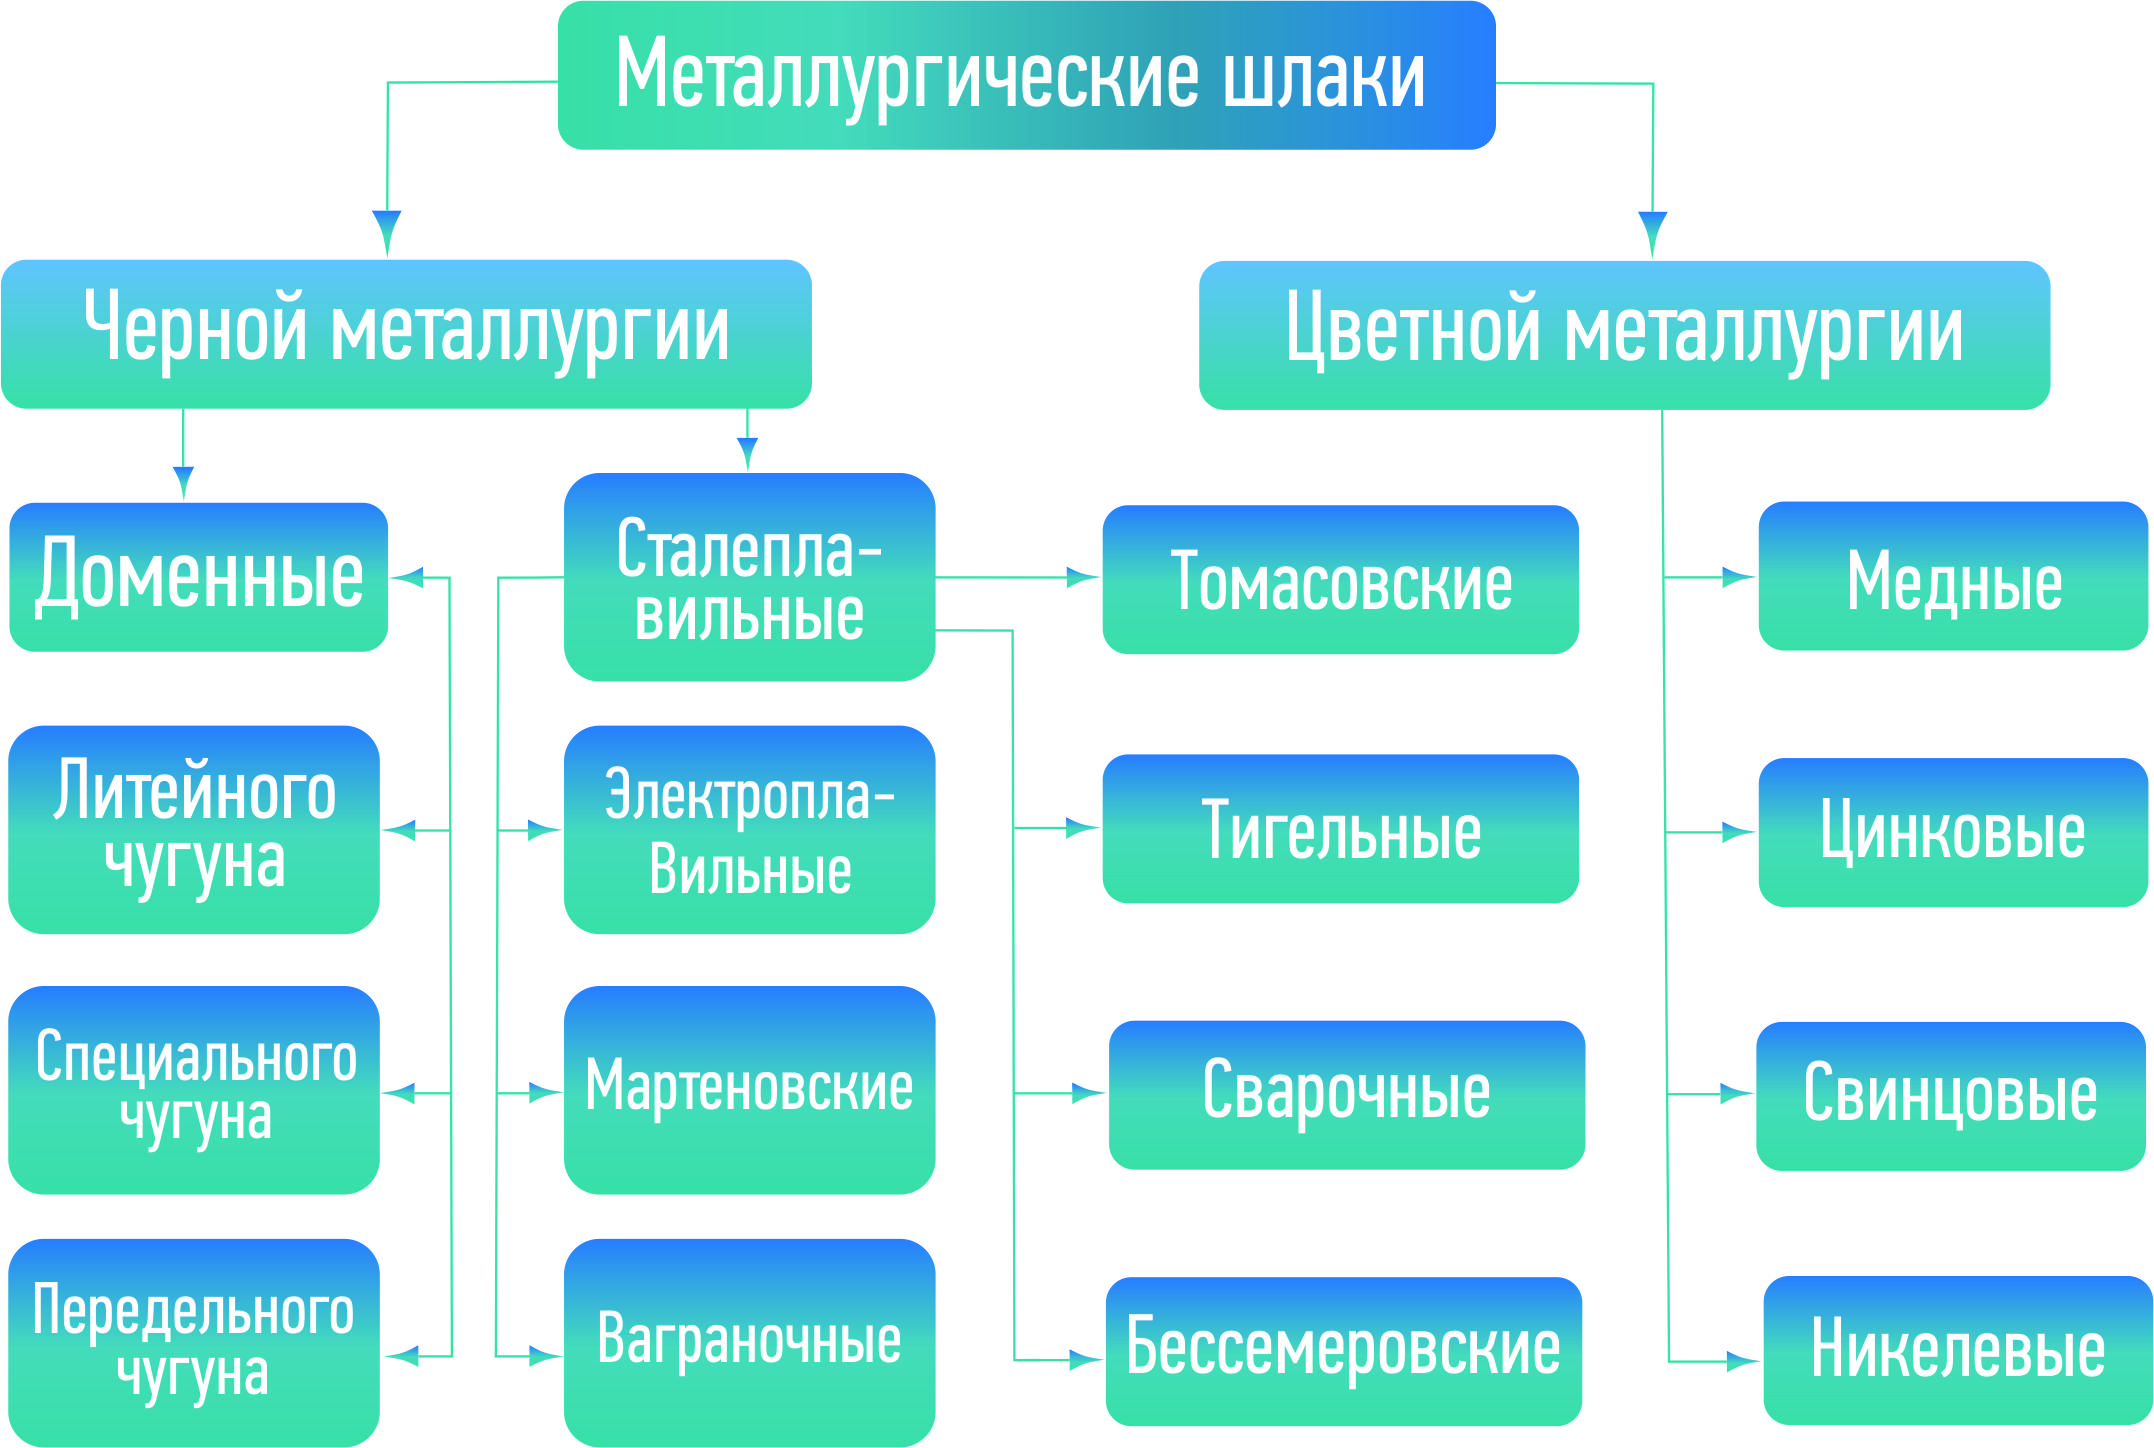 Металлургические шлаки
Черной металлургии
Цветной металлургии
Доменные
Сталепла-
вильные
Томасовские
Медные
Литейного
чугуна
Электропла-
Вильные
Тигельные
Цинковые
Специального
чугуна
Мартеновские
Сварочные
Свинцовые
Передельного
чугуна
Ваграночные
Бессемеровские
Никелевые